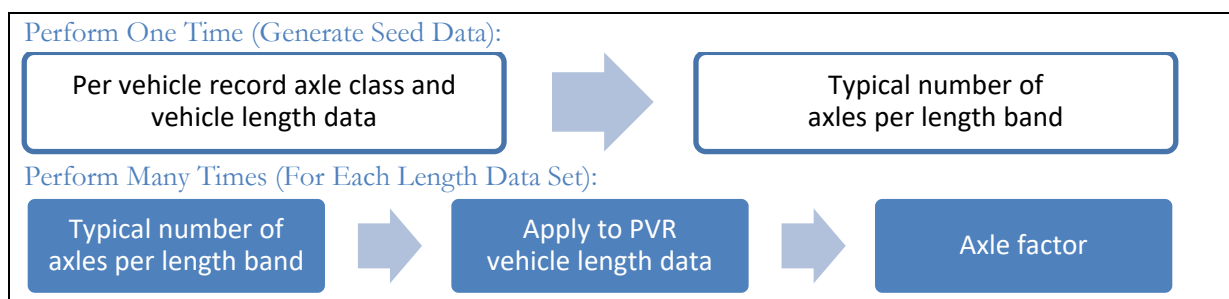 Perform One Time (Generate Seed Data):
Per vehicle record axle class and
vehicle length data
Typical number of
axles per length band
Perform Many Times (For Each Length Data Set):
Typical number of
axles per length band
Apply to PVR
vehicle length data
Axle factor